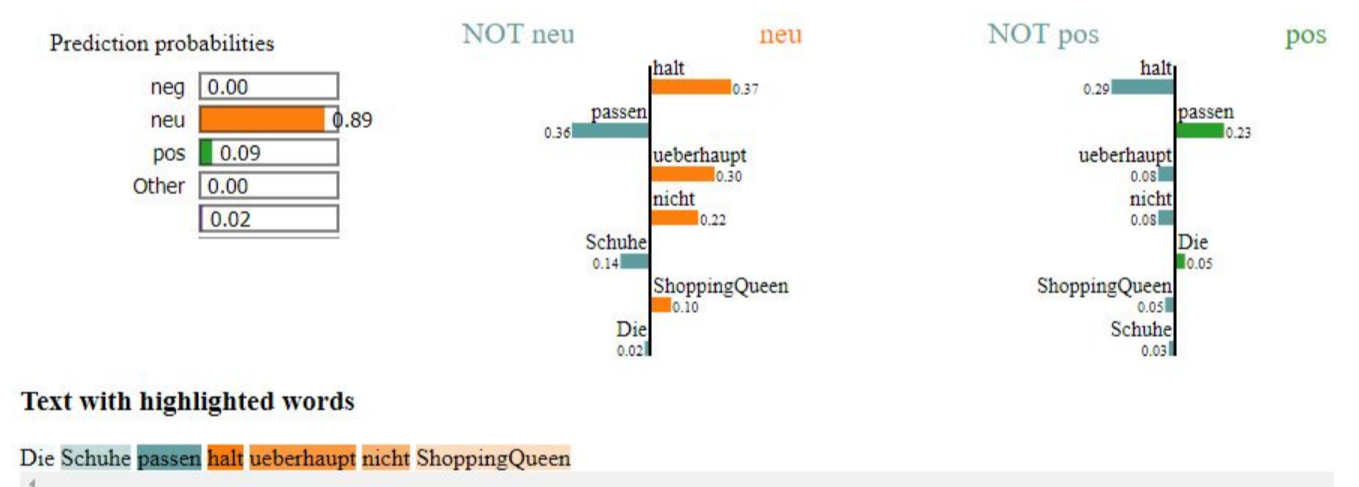 Prediction probabilities
neg 0.00
neu 0.89
pos 0.09
Other 0.00
0.02
NOT neu neu
halt
0.37
passen
0.36
ueberhaupt
0.30
nicht
0.22
Schuhe
0.14
ShoppingQueen
0.10
Die
0.02
NOT pos pos
halt
0.29
passen
0.23
ueberhaupt
0.08
nicht
0.08
Die
0.05
ShoppingQueen
0.05
Schuhe
0.03
Text with highlighted words
Die Schuhe passen halt ueberhaupt nicht ShoppingQueen